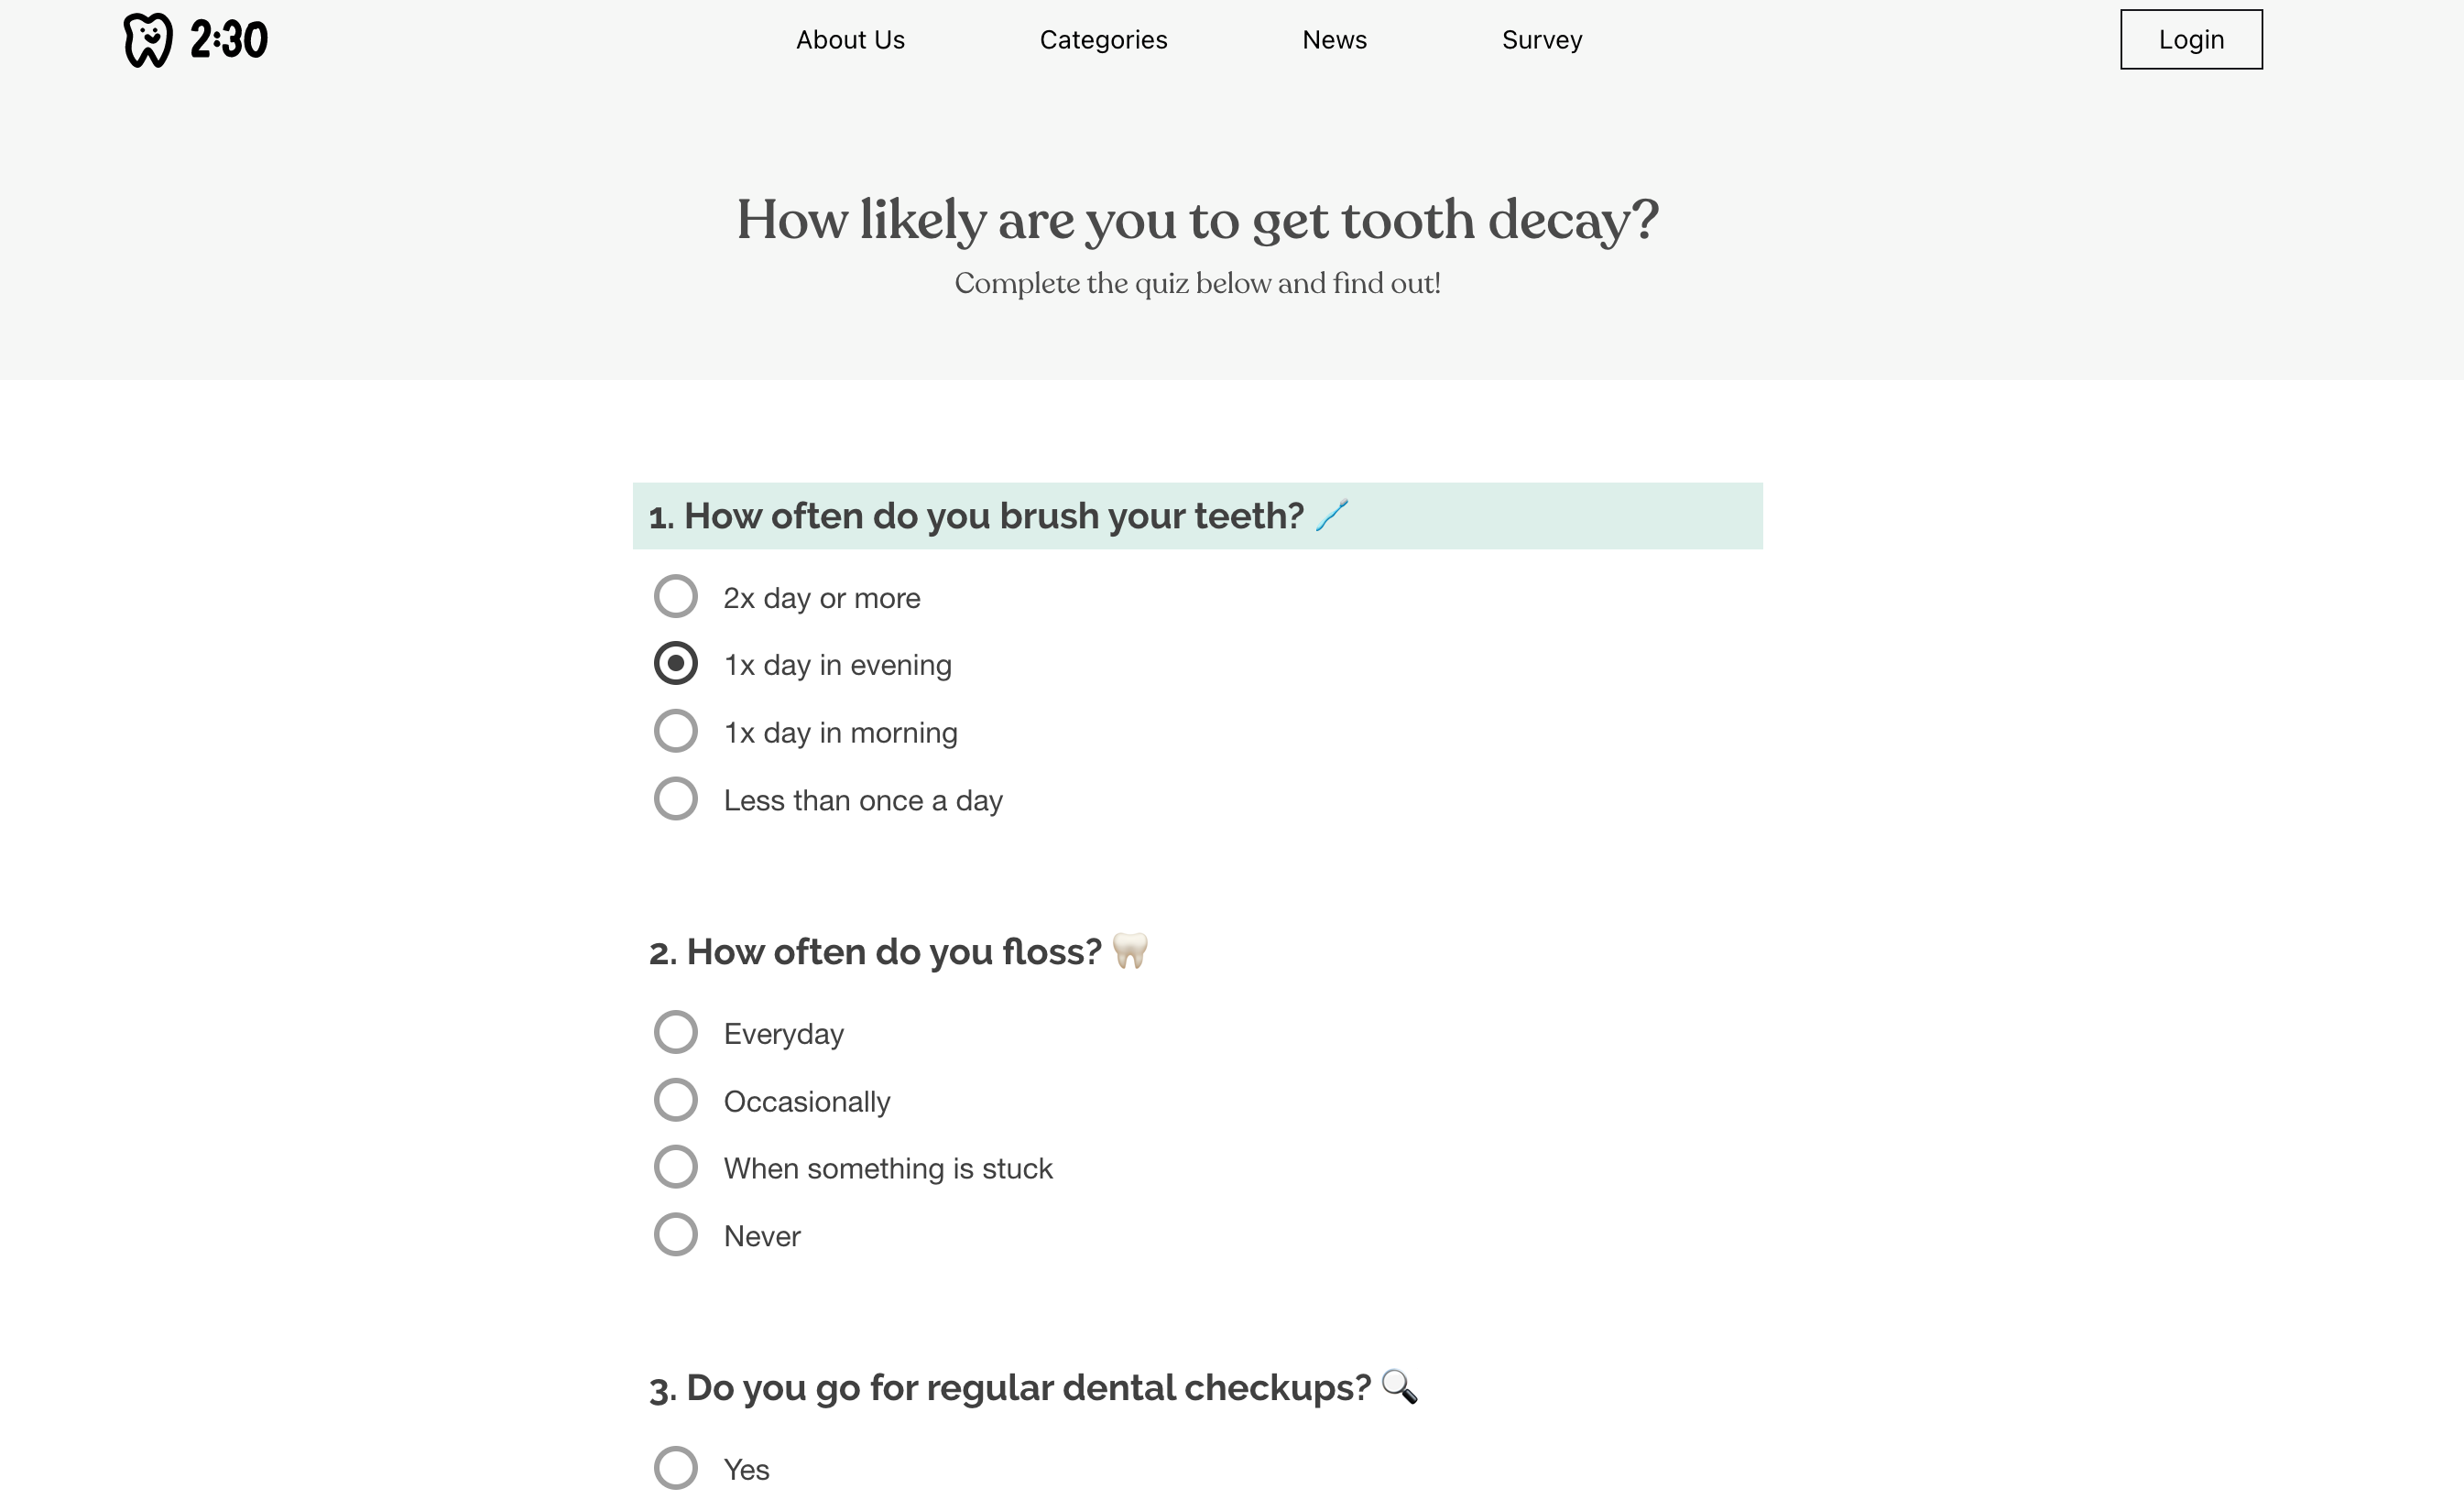 2:30
About Us
Categories
News
Survey
Login
How likely are you to get tooth decay?
Complete the quiz below and find out!
1. How often do you brush your teeth?
2x day or more
1x day in evening
1x day in morning
Less than once a day
2. How often do you floss?
Everyday
Occasionally
When something is stuck
Never
3. Do you go for regular dental checkups?
Yes